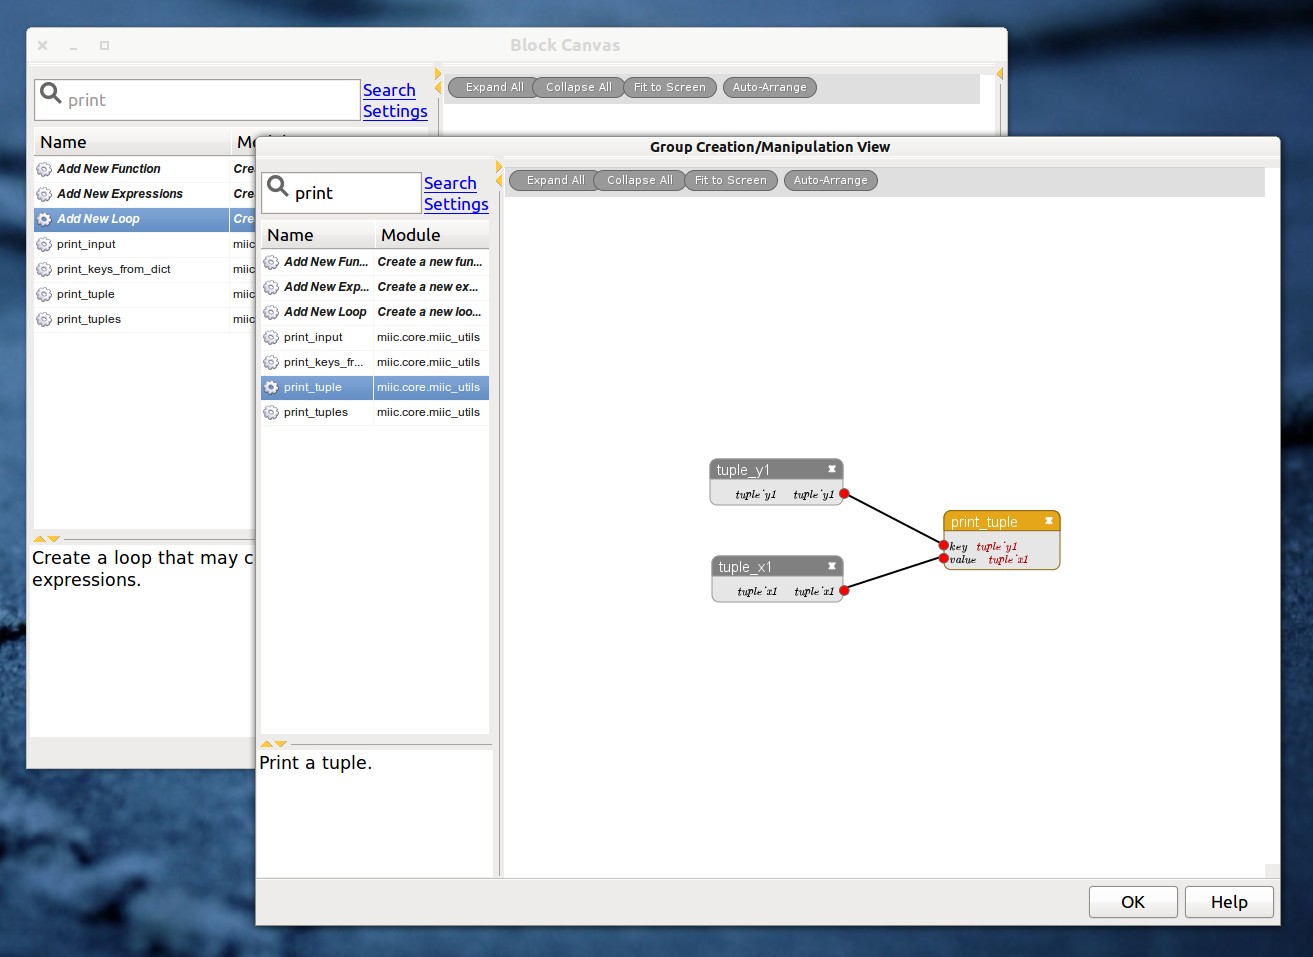 Block Canvas
print
Search
Settings
Expand All
Collapse All
Fit to Screen
Auto-Arrange
Name
Add New Function
Cre
Add New Expressions
Cre
Add New Loop
Cre
print_input
miic
print_keys_from_dict
miic
print_tuple
miic
print_tuples
miic
Create a loop that may c
expressions.
Group Creation/Manipulation View
print
Search
Settings
Expand All
Collapse All
Fit to Screen
Auto-Arrange
Name Module
Add New Fun... Create a new fun...
Add New Exp... Create a new ex...
Add New Loop Create a new loo...
print_input miic.core.miic_utils
print_keys_fr... miic.core.miic_utils
print_tuple miic.core.miic_utils
print_tuples miic.core.miic_utils
Print a tuple.
tuple_y1
tuple˙y1 tuple˙y1
tuple_x1
tuple˙x1 tuple˙x1
print_tuple
key tuple˙y1
value tuple˙x1
OK
Help